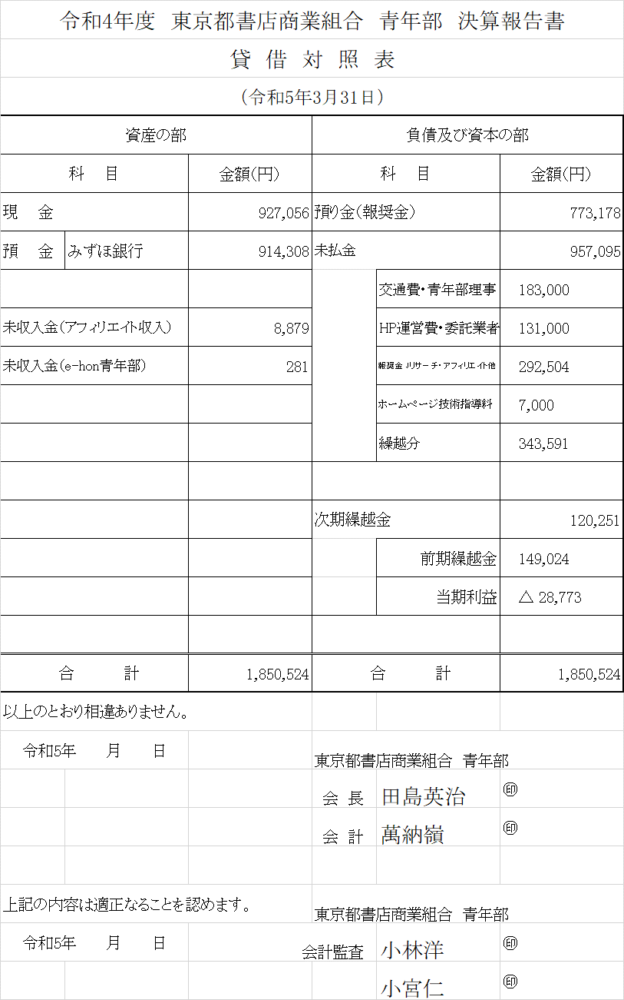 令和4年度 東京都書店商業組合 青年部 決算報告書
貸 借 対 照 表
(令和5年3月31日)
資産の部 負債及び資本の部
科 目 金額(円) 科 目 金額(円)
現 金 927,056 預り金(報奨金) 773,178
預 金 みずほ銀行 914,308 未払金 957,095
交通費・青年部理事 183,000
未収入金(アフィリエイト収入) 8,879 HP運営費・委託業者 131,000
未収入金(e-hon青年部) 281 報奨金 Jリサーチ・アフィリエイト他 292,504
ホームページ技術指導料 7,000
繰越分 343,591
次期繰越金 120,251
前期繰越金 149,024
当期利益 △ 28,773
合 計 1,850,524 合 計 1,850,524
以上のとおり相違ありません。
令和5年 月 日
東京都書店商業組合 青年部
会 長 田島英治 ㊞
会 計 萬納嶺 ㊞
上記の内容は適正なることを認めます。
東京都書店商業組合 青年部
令和5年 月 日
会計監査 小林洋 ㊞
小宮仁 ㊞